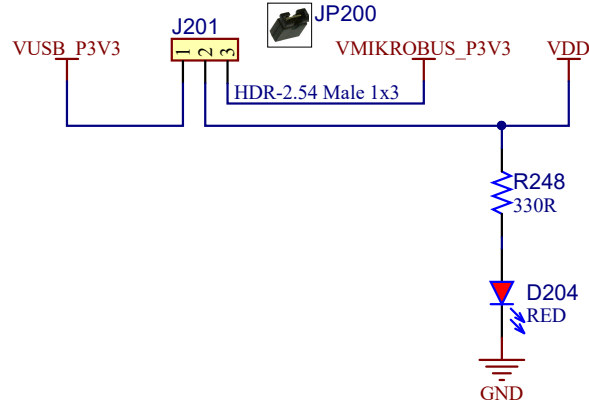 JP200
J201
VUSB_P3V3
VMIKROBUS_P3V3
VDD
1
2
3
HDR-2.54 Male 1x3
R248
330R
D204
RED
GND